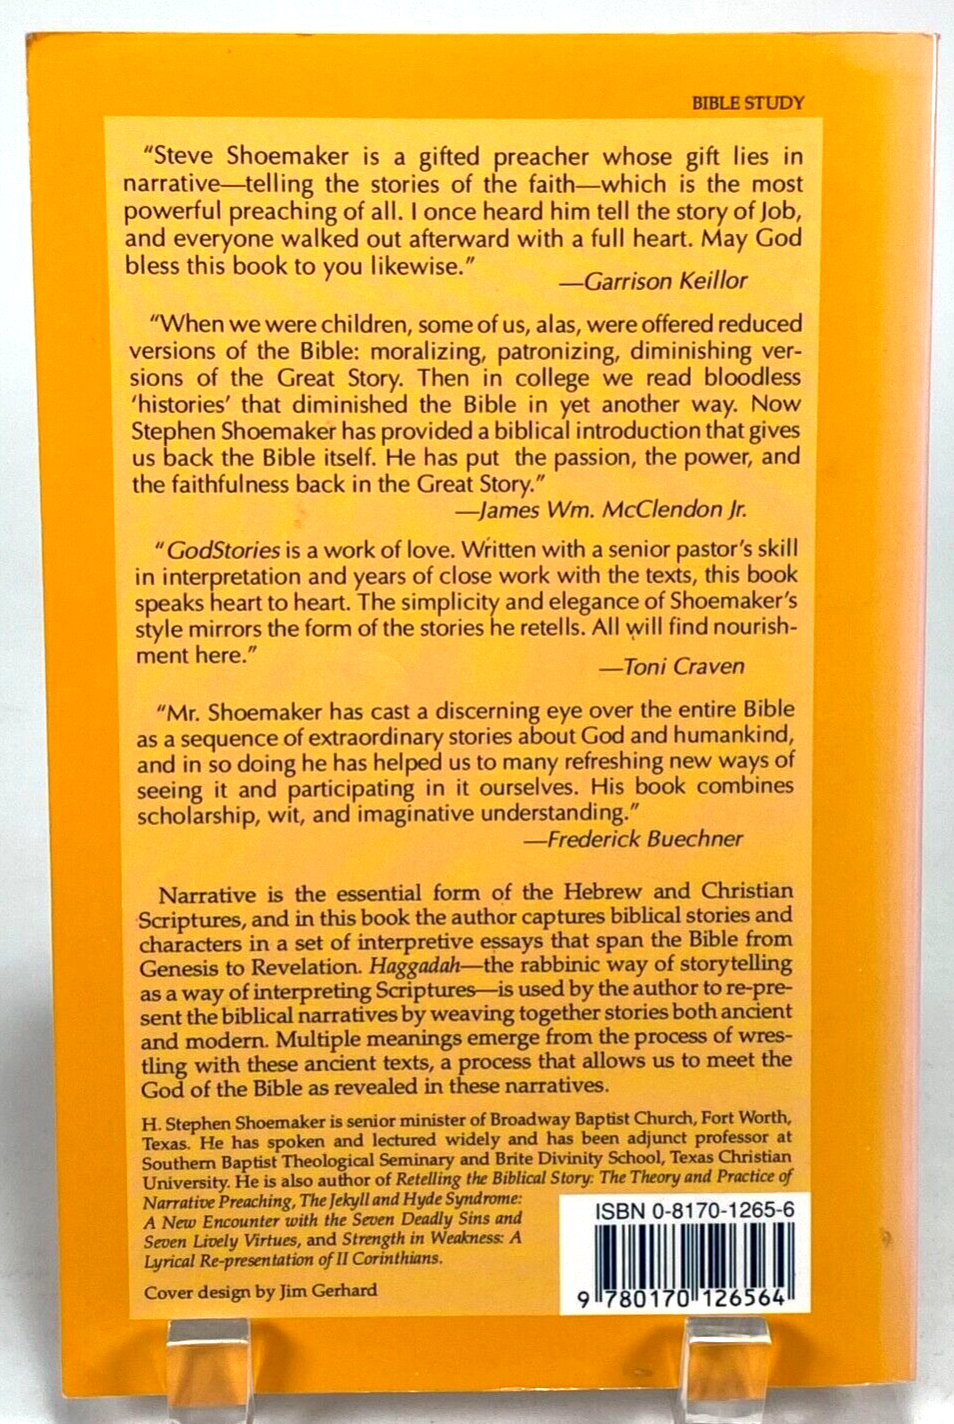 BIBLE STUDY
“Steve Shoemaker is a gifted preacher whose gift lies in
narrative—telling the stories of the faith—which is the most
powerful preaching of all. I once heard him tell the story of Job,
and everyone walked out afterward with a full heart. May God
bless this book to you likewise.”
—Garrison Keillor
“When we were children, some of us, alas, were offered reduced
versions of the Bible: moralizing, patronizing, diminishing ver-
sions of the Great Story. Then in college we read bloodless
‘histories’ that diminished the Bible in yet another way. Now
Stephen Shoemaker has provided a biblical introduction that gives
us back the Bible itself. He has put the passion, the power, and
the faithfulness back in the Great Story.”
—James Wm. McClendon Jr.
“GodStories is a work of love. Written with a senior pastor’s skill
in interpretation and years of close work with the texts, this book
speaks heart to heart. The simplicity and elegance of Shoemaker’s
style mirrors the form of the stories he retells. All will find nourish-
ment here.”
—Toni Craven
“Mr. Shoemaker has cast a discerning eye over the entire Bible
as a sequence of extraordinary stories about God and humankind,
and in so doing he has helped us to many refreshing new ways of
seeing it and participating in it ourselves. His book combines
scholarship, wit, and imaginative understanding.”
—Frederick Buechner
Narrative is the essential form of the Hebrew and Christian
Scriptures, and in this book the author captures biblical stories and
characters in a set of interpretive essays that span the Bible from
Genesis to Revelation. Haggadah—the rabbinic way of storytelling
as a way of interpreting Scriptures—is used by the author to re-pre-
sent the biblical narratives by weaving together stories both ancient
and modern. Multiple meanings emerge from the process of wres-
tling with these ancient texts, a process that allows us to meet the
God of the Bible as revealed in these narratives.
H. Stephen Shoemaker is senior minister of Broadway Baptist Church, Fort Worth,
Texas. He has spoken and lectured widely and has been adjunct professor at
Southern Baptist Theological Seminary and Brite Divinity School, Texas Christian
University. He is also author of Retelling the Biblical Story: The Theory and Practice of
Narrative Preaching, The Jekyll and Hyde Syndrome:
A New Encounter with the Seven Deadly Sins and
Seven Lively Virtues, and Strength in Weakness: A
Lyrical Re-presentation of II Corinthians.
Cover design by Jim Gerhard
ISBN 0-8170-1265-6
9 780170 126564